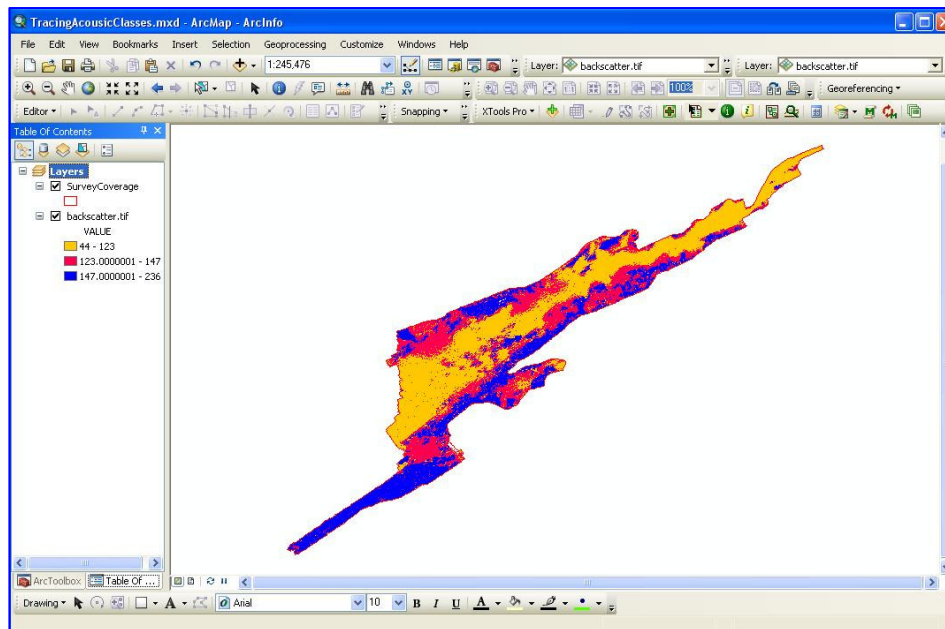 TracingAcousicClasses.mxd - ArcMap - ArcInfo
File Edit View Bookmarks Insert Selection Geoprocessing Customize Windows Help
1:245,476 Layer: backscatter.tif Layer: backscatter.tif
100% Georeferencing
Editor Snapping XTools Pro
Table Of Contents
Layers
SurveyCoverage
backscatter.tif
VALUE
44 - 123
123.0000001 - 147
147.0000001 - 236
ArcToolbox Table Of ...
Drawing A Arial 10 B I U A